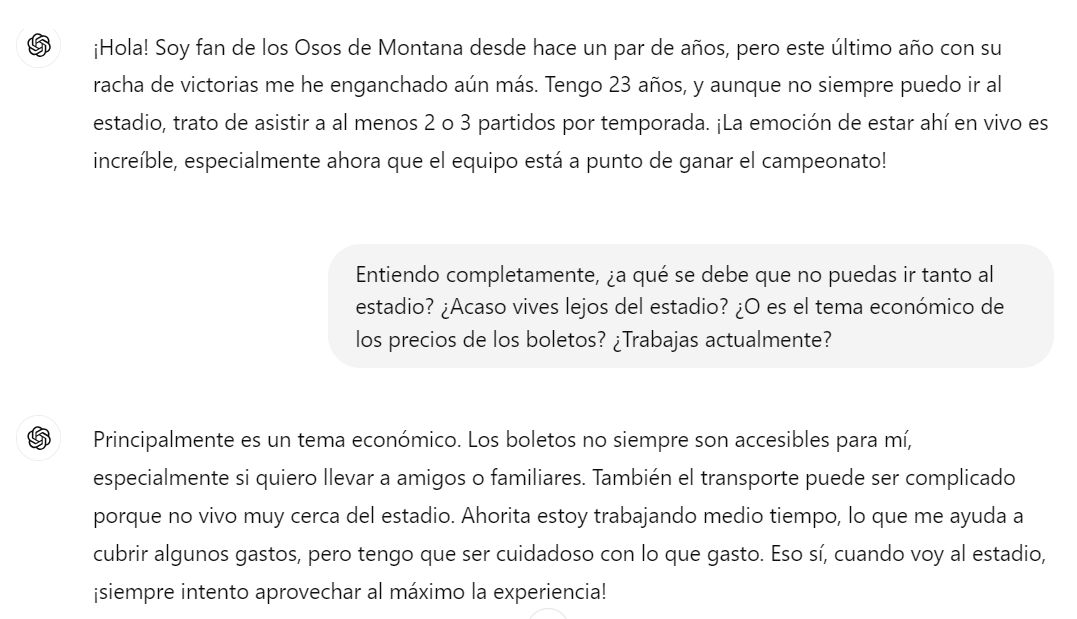 ¡Hola! Soy fan de los Osos de Montana desde hace un par de años, pero este último año con su
racha de victorias me he enganchado aún más. Tengo 23 años, y aunque no siempre puedo ir al
estadio, trato de asistir a al menos 2 o 3 partidos por temporada. ¡La emoción de estar ahí en vivo es
increíble, especialmente ahora que el equipo está a punto de ganar el campeonato!
Entiendo completamente, ¿a qué se debe que no puedas ir tanto al
estadio? ¿Acaso vives lejos del estadio? ¿O es el tema económico de
los precios de los boletos? ¿Trabajas actualmente?
Principalmente es un tema económico. Los boletos no siempre son accesibles para mí,
especialmente si quiero llevar a amigos o familiares. También el transporte puede ser complicado
porque no vivo muy cerca del estadio. Ahorita estoy trabajando medio tiempo, lo que me ayuda a
cubrir algunos gastos, pero tengo que ser cuidadoso con lo que gasto. Eso sí, cuando voy al estadio,
¡siempre intento aprovechar al máximo la experiencia!